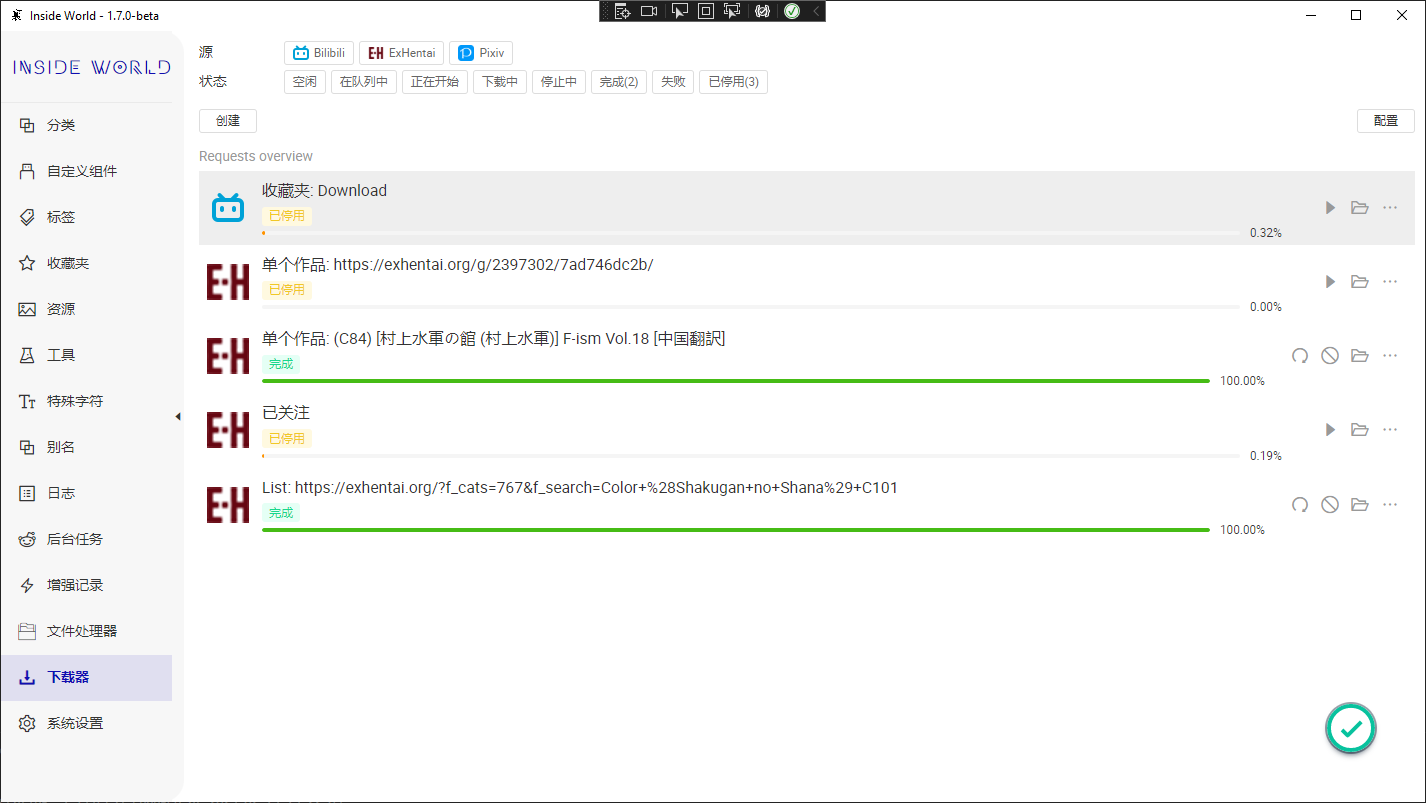 Inside World - 1.7.0-beta
INSIDE WORLD
分类
自定义组件
标签
收藏夹
资源
工具
特殊字符
别名
日志
后台任务
增强记录
文件处理器
下载器
系统设置
源 Bilibili ExHentai Pixiv
状态 空闲 在队列中 正在开始 下载中 停止中 完成(2) 失败 已停用(3)
创建 配置
Requests overview
收藏夹: Download
已停用
0.32%
单个作品: https://exhentai.org/g/2397302/7ad746dc2b/
已停用
0.00%
单个作品: (C84) [村上水軍の館 (村上水軍)] F-ism Vol.18 [中国翻訳]
完成
100.00%
已关注
已停用
0.19%
List: https://exhentai.org/?f_cats=767&f_search=Color+%28Shakugan+no+Shana%29+C101
完成
100.00%